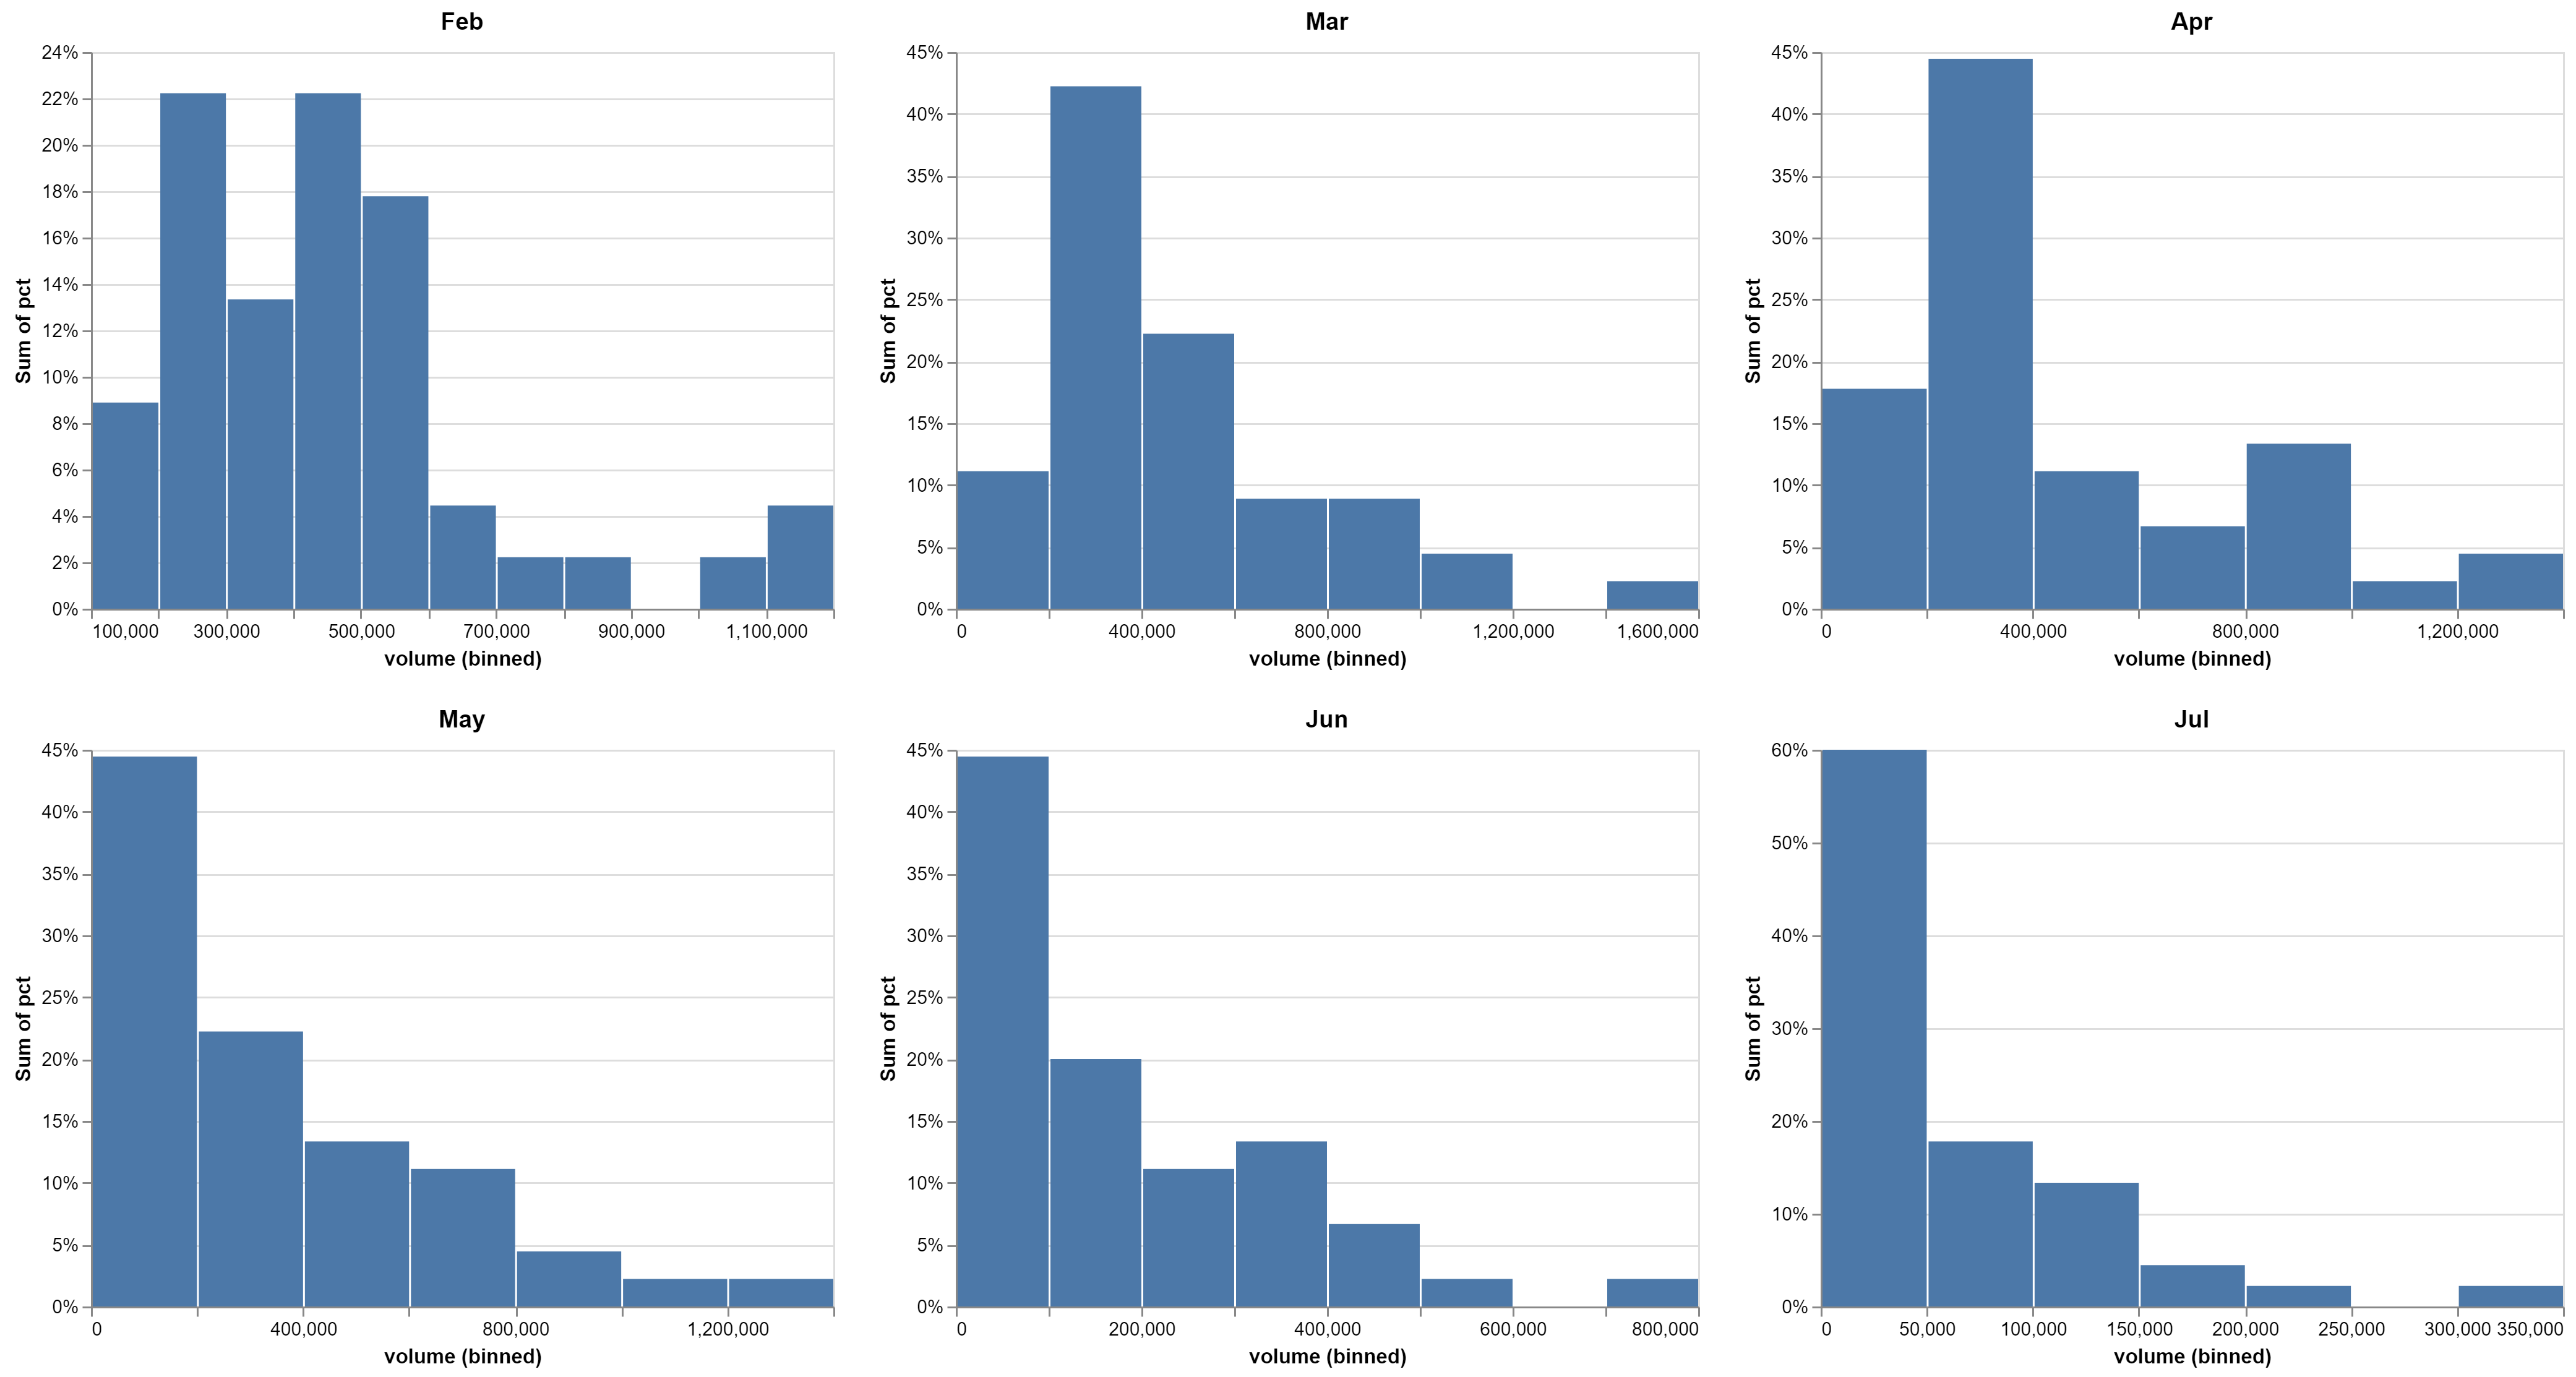 Feb
24%
22%
20%
18%
16%
14%
12%
10%
8%
6%
4%
2%
0%
Sum of pct
100,000 300,000 500,000 700,000 900,000 1,100,000
volume (binned)
Mar
45%
40%
35%
30%
25%
20%
15%
10%
5%
0%
Sum of pct
0 400,000 800,000 1,200,000 1,600,000
volume (binned)
Apr
45%
40%
35%
30%
25%
20%
15%
10%
5%
0%
Sum of pct
0 400,000 800,000 1,200,000
volume (binned)
May
45%
40%
35%
30%
25%
20%
15%
10%
5%
0%
Sum of pct
0 400,000 800,000 1,200,000
volume (binned)
Jun
45%
40%
35%
30%
25%
20%
15%
10%
5%
0%
Sum of pct
0 200,000 400,000 600,000 800,000
volume (binned)
Jul
60%
50%
40%
30%
20%
10%
0%
Sum of pct
0 50,000 100,000 150,000 200,000 250,000 300,000 350,000
volume (binned)